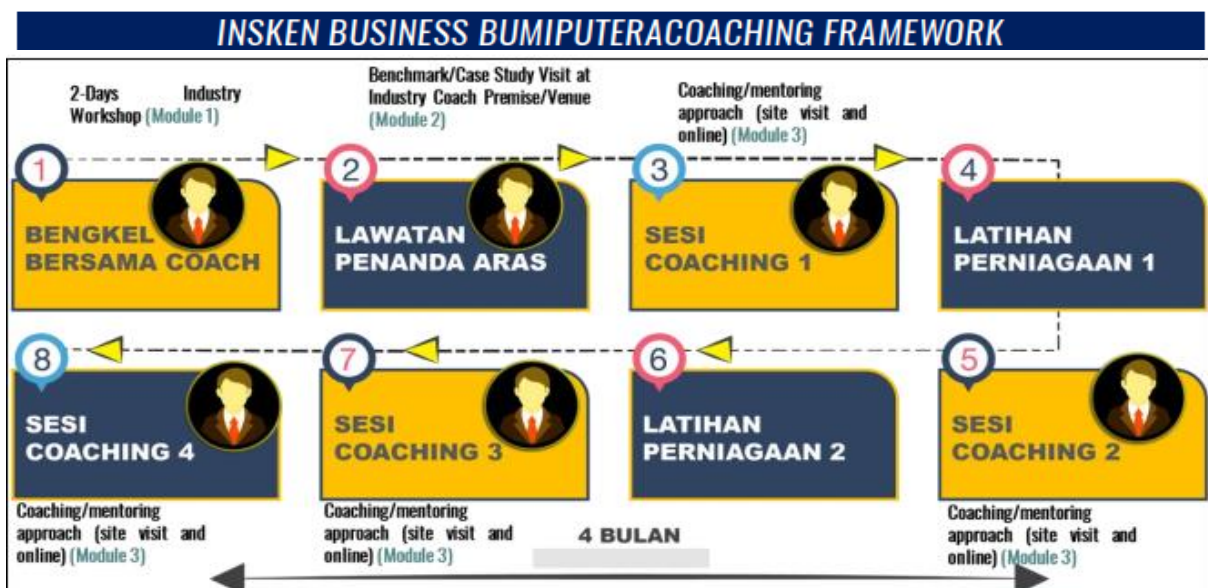 INSKEN BUSINESS BUMIPUTERACOACHING FRAMEWORK
2-Days Industry
Workshop (Module 1)
Benchmark/Case Study Visit at
Industry Coach Premise/Venue
(Module 2)
Coaching/mentoring
approach (site visit and
online) (Module 3)
1
BENGKEL
BERSAMA COACH
2
LAWATAN
PENANDA ARAS
3
SESI
COACHING 1
4
LATIHAN
PERNIAGAAN 1
8
SESI
COACHING 4
7
SESI
COACHING 3
6
LATIHAN
PERNIAGAAN 2
5
SESI
COACHING 2
Coaching/mentoring
approach (site visit and
online) (Module 3)
Coaching/mentoring
approach (site visit and
online) (Module 3)
4 BULAN
Coaching/mentoring
approach (site visit and
online) (Module 3)